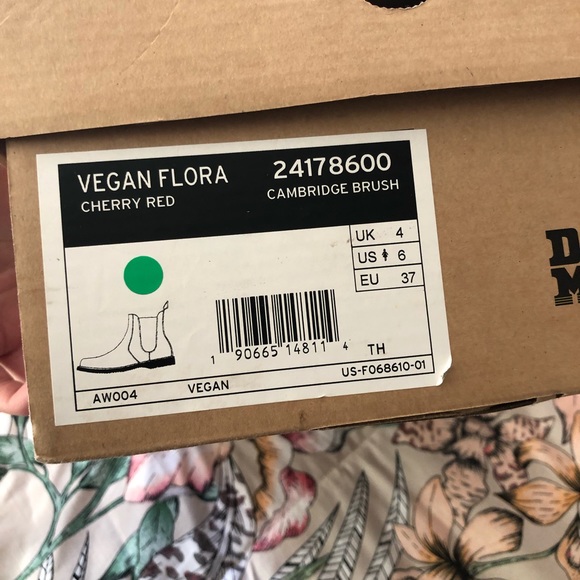 VEGAN FLORA 24178600
CHERRY RED CAMBRIDGE BRUSH
UK 4
US 6
EU 37
1 90665 14811 4
TH
US-F068610-01
AW004 VEGAN